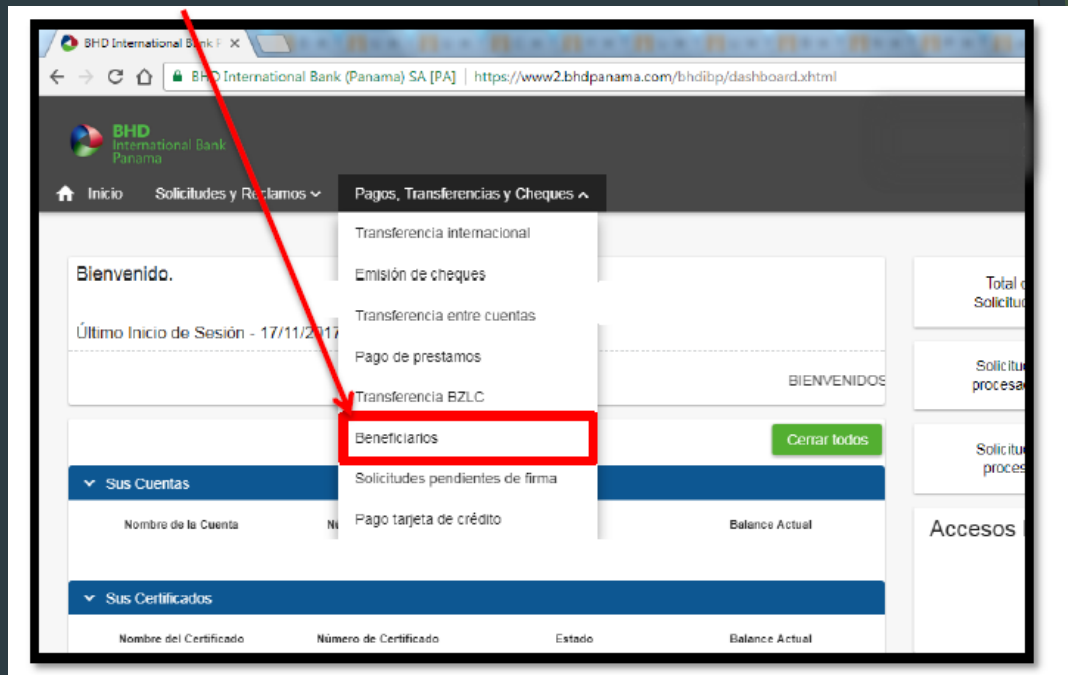 BHD International Bank F
BHD International Bank (Panama) SA [PA] | https://www2.bhdpanama.com/bhdibp/dashboard.xhtml
BHD
International Bank
Panama
Inicio Solicitudes y Reclamos Pagos, Transferencias y Cheques
Transferencia internacional
Emisión de cheques
Transferencia entre cuentas
Pago de prestamos
Transferencia BZLC
Beneficiarios
Solicitudes pendientes de firma
Pago tarjeta de crédito
Bienvenido.
Último Inicio de Sesión - 17/11/2017
BIENVENIDOS
Cerrar todos
Sus Cuentas
Nombre de la Cuenta
Balance Actual
Sus Certificados
Nombre del Certificado Número de Certificado Estado Balance Actual
Total
Accesos